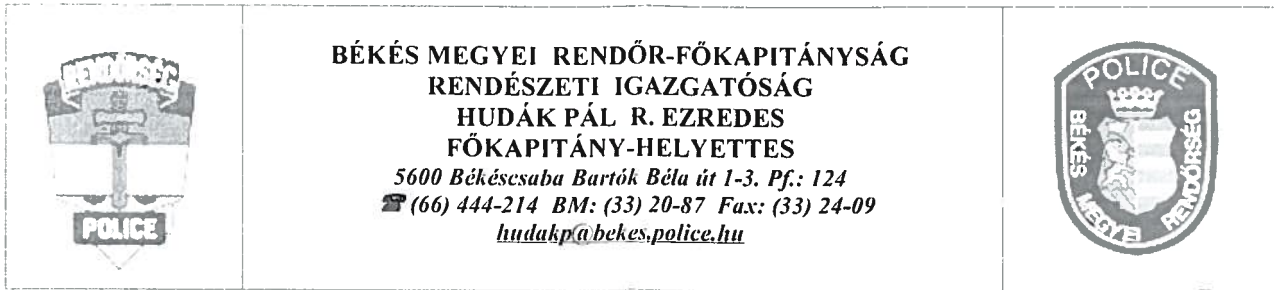 RENDŐRSÉG
POLICE
BÉKÉS MEGYEI RENDŐR-FŐKAPITÁNYSÁG
RENDÉSZETI IGAZGATÓSÁG
HUDÁK PÁL R. EZREDES
FŐKAPITÁNY-HELYETTES
5600 Békéscsaba Bartók Béla út 1-3. Pf.: 124
☎ (66) 444-214 BM: (33) 20-87 Fax: (33) 24-09
hudakp@bekes.police.hu
POLICE
BÉKÉS MEGYEI RENDŐRSÉG